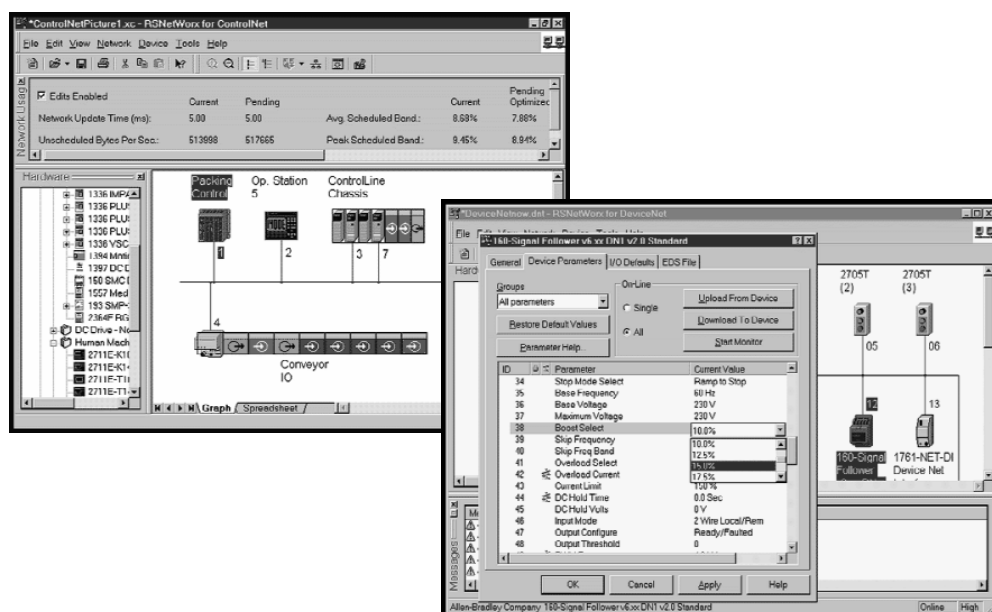 *ControlNetPicture1.xc - RSNetWorx for ControlNet
File Edit View Network Device Tools Help
Network Usag
Edits Enabled
Current Pending Current Pending Optimized
Network Update Time (ms): 5.00 5.00 Avg. Scheduled Band.: 8.68% 7.88%
Unscheduled Bytes Per Sec.: 513998 517665 Peak Scheduled Band.: 9.45% 8.94%
Hardware
1336 IMPA
1336 PLUS
1336 PLUS
1336 PLU
1336 VSC
1394 Motio
1397 DC D
150 SMC D
1557 Med
193 SMP-
2364F RG
DC Drive - No
Human Mach
2711E-K10
2711E-K14
2711E-T10
2711E-T14
Packing Control
Op. Station 5
ControlLine Chassis
1
2
3 7
4
Conveyor IO
Graph Spreadsheet
*DeviceNetnow.dnt - RSNetWorx for DeviceNet
File
Hard
160-Signal Follower v6.xx DN1 v2.0 Standard
General Device Parameters I/O Defaults EDS File
Groups
All parameters
Restore Default Values
Parameter Help...
On-Line
Single
All
Upload From Device
Download To Device
Start Monitor
ID Parameter Current Value
34 Stop Mode Select Ramp to Stop
35 Base Frequency 60 Hz
36 Base Voltage 230 V
37 Maximum Voltage 230 V
38 Boost Select 10.0%
39 Skip Frequency 10.0%
40 Skip Freq Band 12.5%
41 Overload Select 15.0%
42 Overload Current 17.5%
43 Current Limit 150 %
44 DC Hold Time 0.0 Sec
45 DC Hold Volts 0 V
46 Input Mode 2 Wire Local/Rem
47 Output Configure Ready/Faulted
48 Output Threshold 0
OK Cancel Apply Help
2705T (2)
2705T (3)
05
06
12
13
160-Signal Follower
1761-NET-DI Device Net
Messages
Allen-Bradley Company 160-Signal Follower v6.xx DN1 v2.0 Standard
Online High